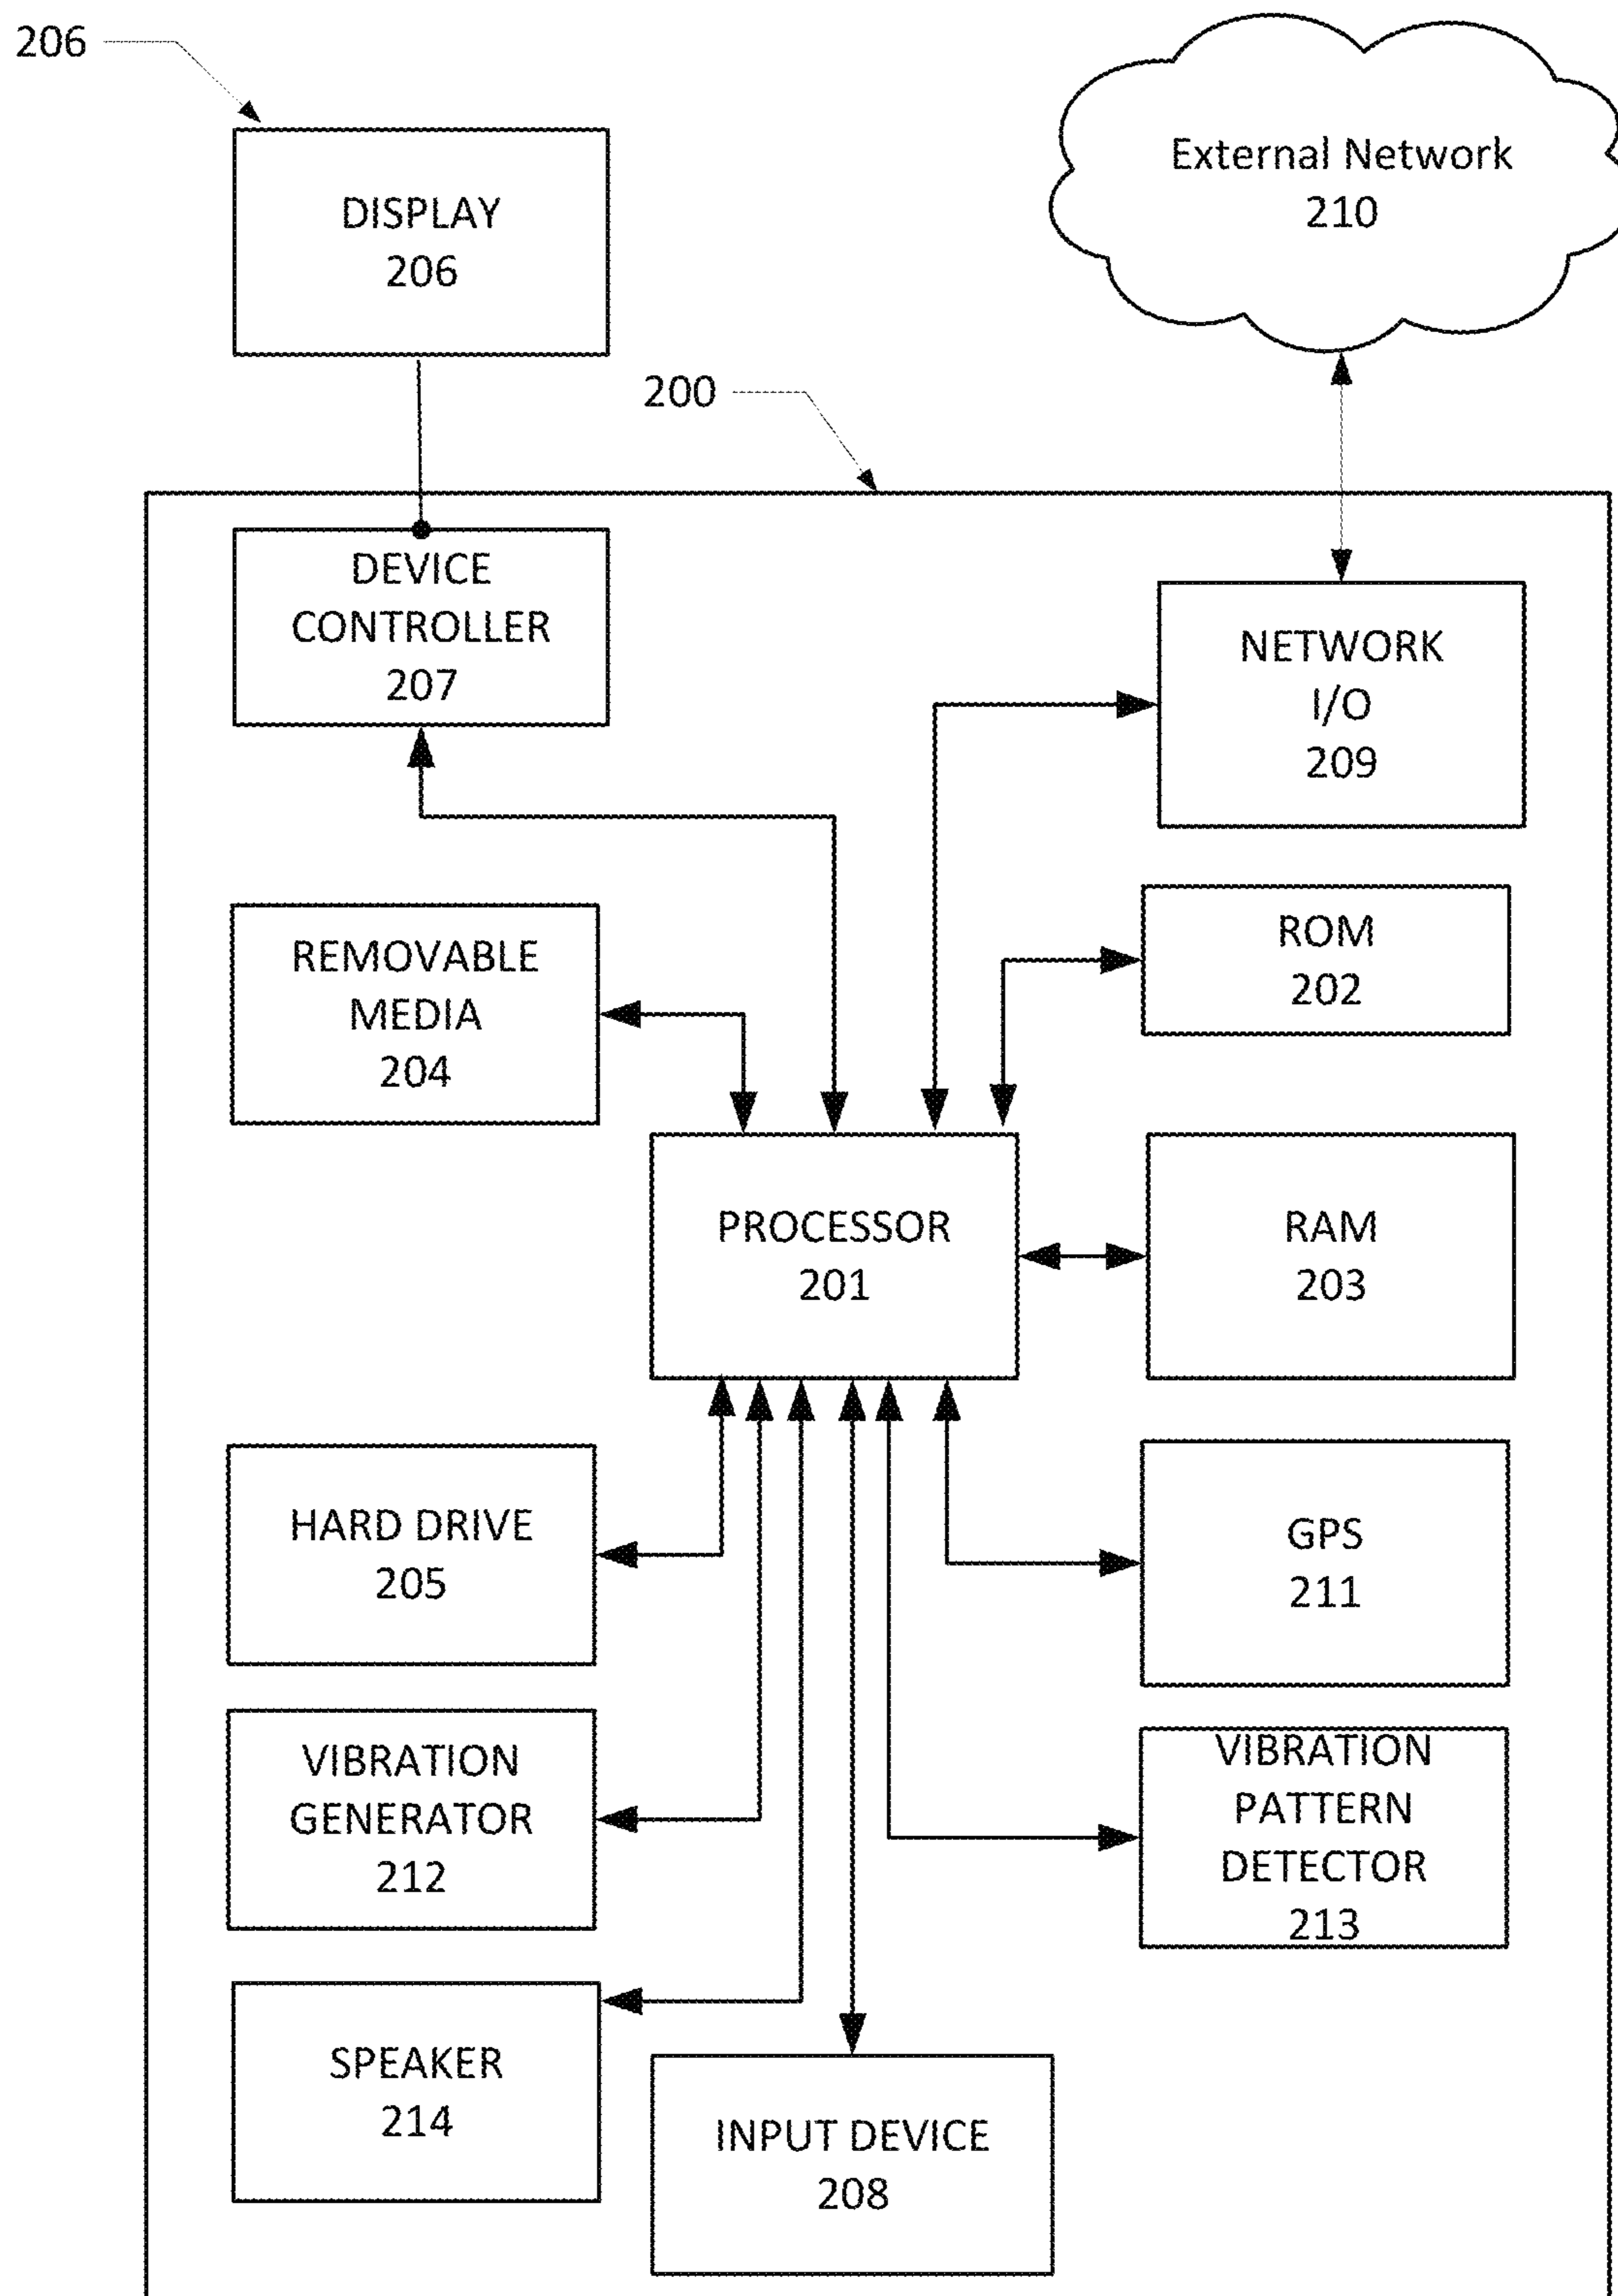 206
DISPLAY
206
External Network
210
200
DEVICE
CONTROLLER
207
NETWORK
I/O
209
REMOVABLE
MEDIA
204
ROM
202
PROCESSOR
201
RAM
203
HARD DRIVE
205
GPS
211
VIBRATION
GENERATOR
212
VIBRATION
PATTERN
DETECTOR
213
SPEAKER
214
INPUT DEVICE
208